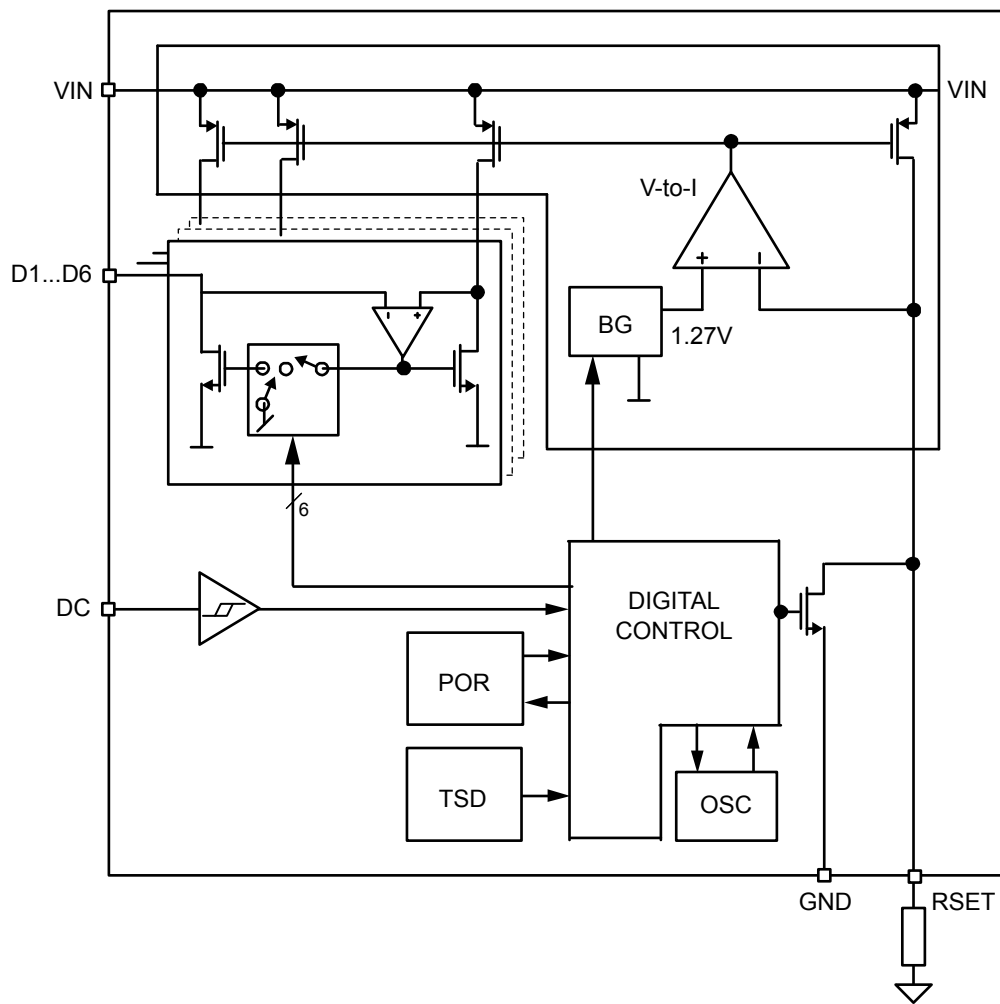 VIN
VIN
V-to-I
+
–
D1...D6
–
+
BG
1.27V
6
DC
DIGITAL
CONTROL
POR
TSD
OSC
GND
RSET